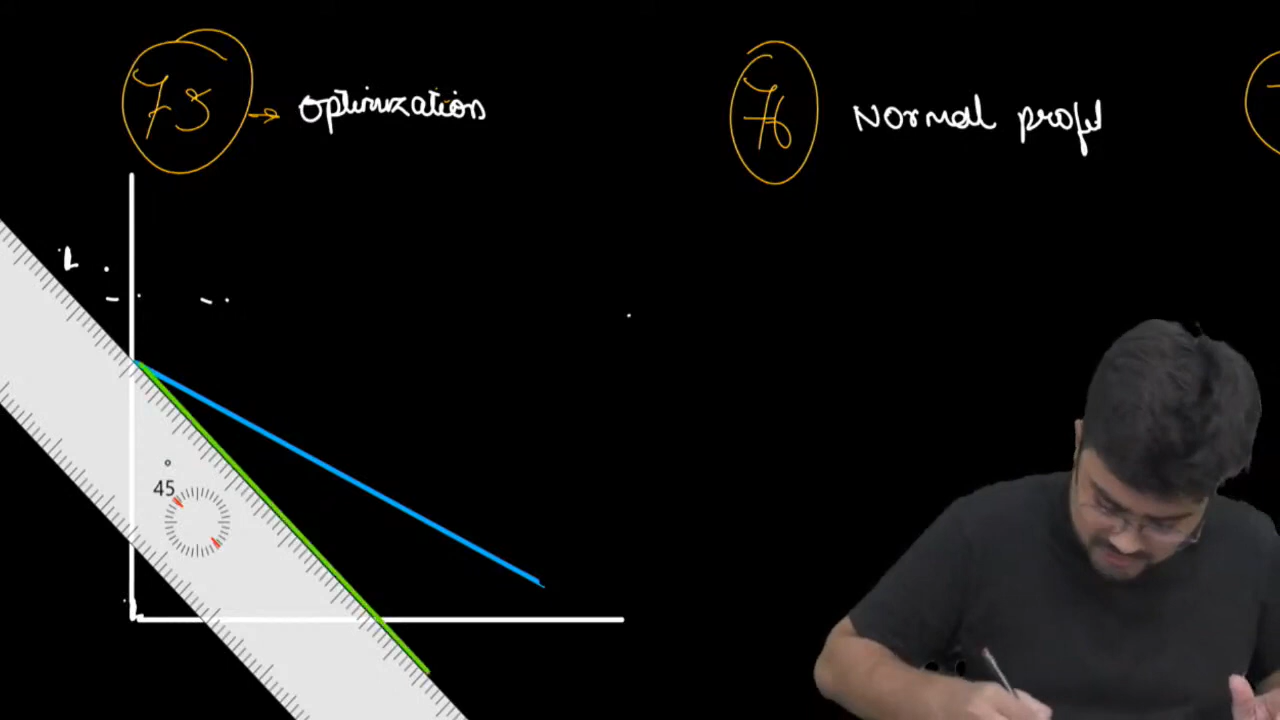 75 → optimization
76 Normal profit
L
45°